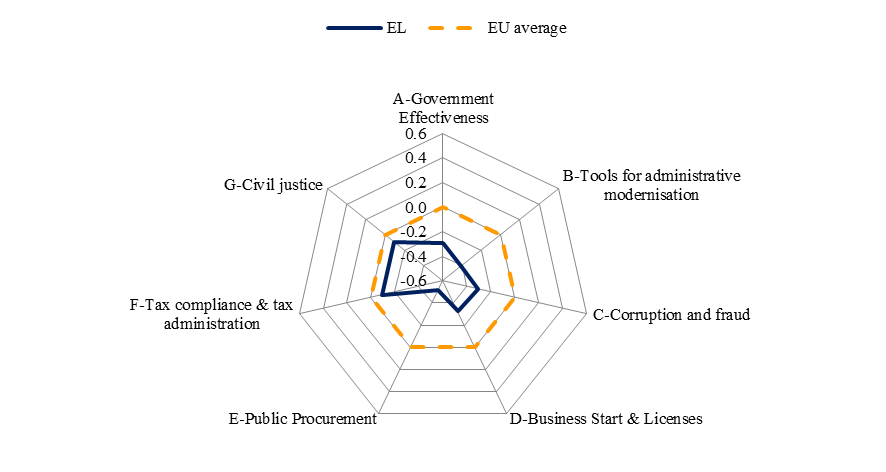 EL
EU average
A-Government
Effectiveness
0.6
0.4
0.2
0.0
-0.2
-0.4
-0.6
B-Tools for administrative
modernisation
G-Civil justice
F-Tax compliance & tax
administration
C-Corruption and fraud
E-Public Procurement
D-Business Start & Licenses